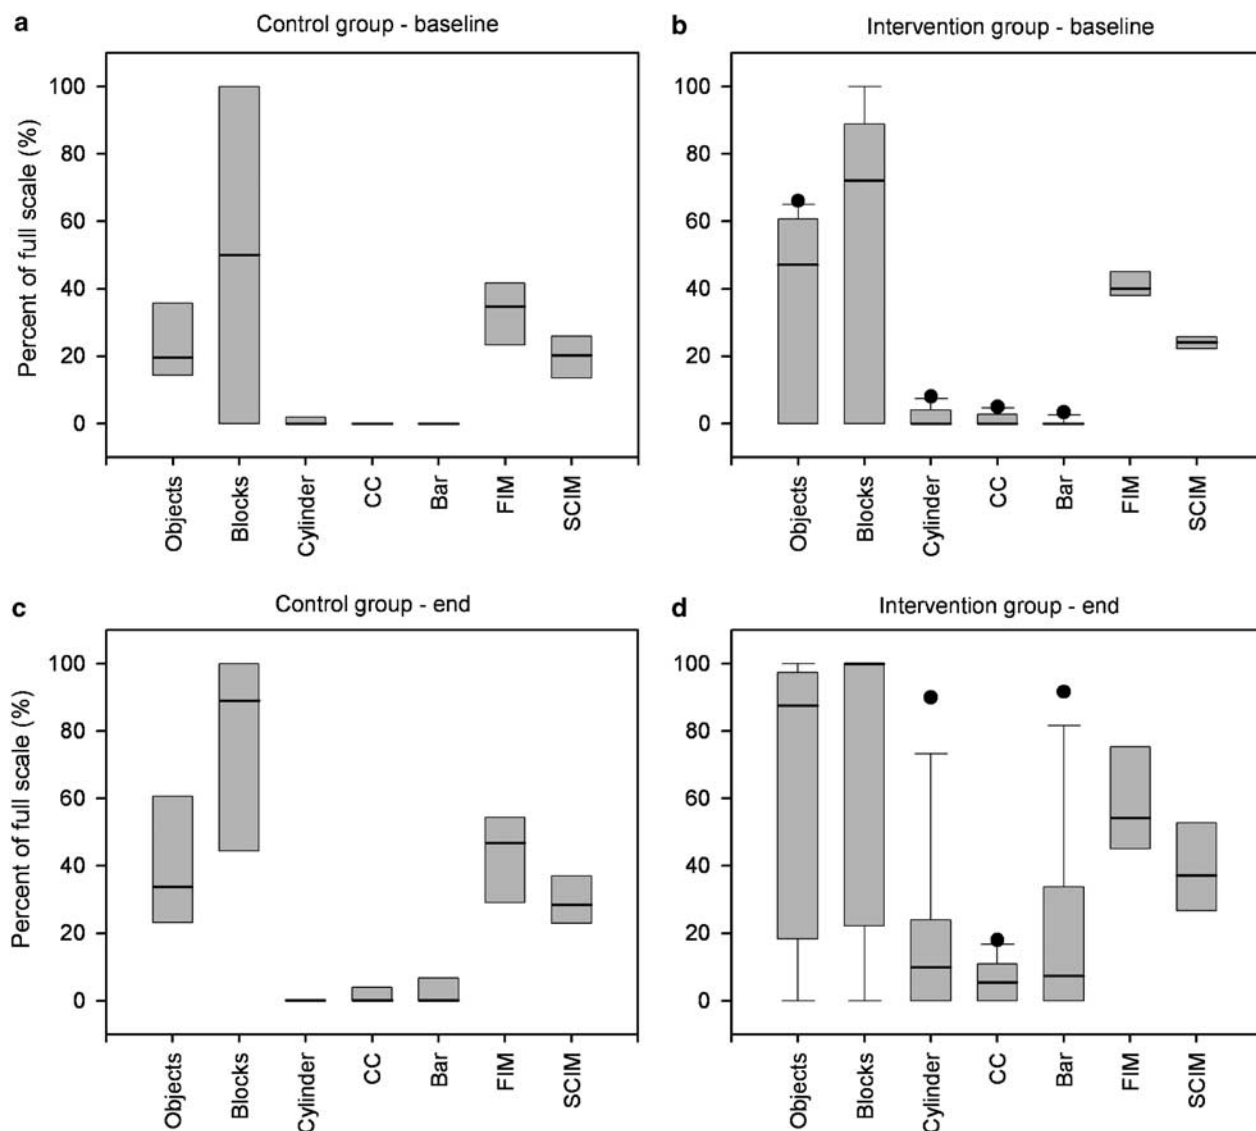 a Control group - baseline
Percent of full scale (%)
100
80
60
40
20
0
Objects
Blocks
Cylinder
CC
Bar
FIM
SCIM
b Intervention group - baseline
100
80
60
40
20
0
Objects
Blocks
Cylinder
CC
Bar
FIM
SCIM
c Control group - end
Percent of full scale (%)
100
80
60
40
20
0
Objects
Blocks
Cylinder
CC
Bar
FIM
SCIM
d Intervention group - end
100
80
60
40
20
0
Objects
Blocks
Cylinder
CC
Bar
FIM
SCIM